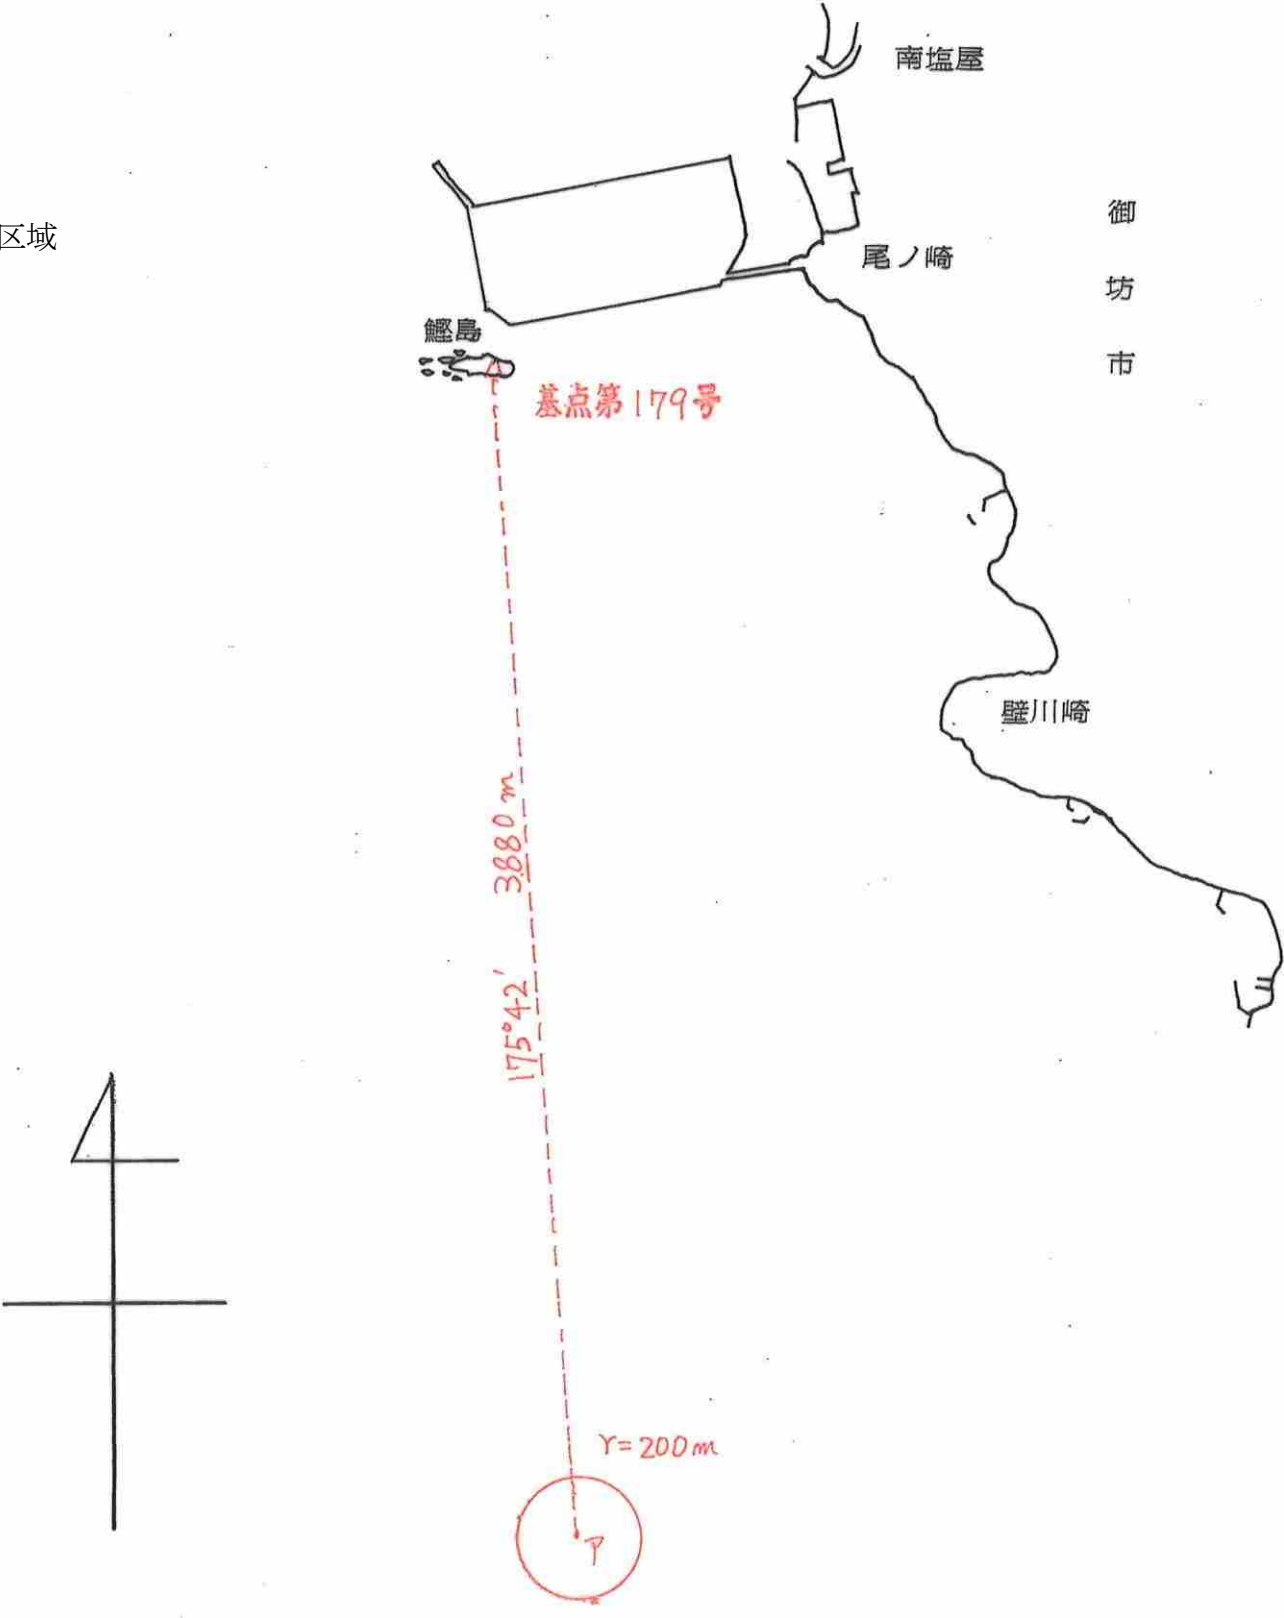 南塩屋
御坊市
区域
尾ノ崎
鰹島
基点第179号
壁川崎
3880m
175°42′
r=200m
ア